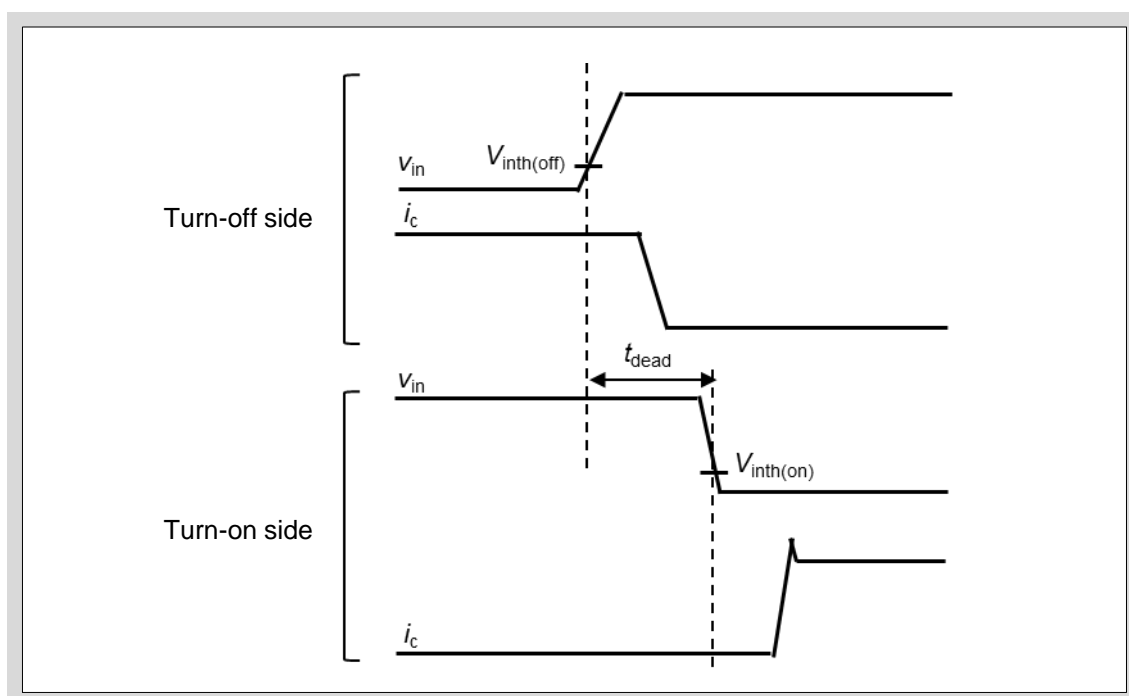 V_inth(off)
v_in
Turn-off side
i_c
t_dead
v_in
V_inth(on)
Turn-on side
i_c